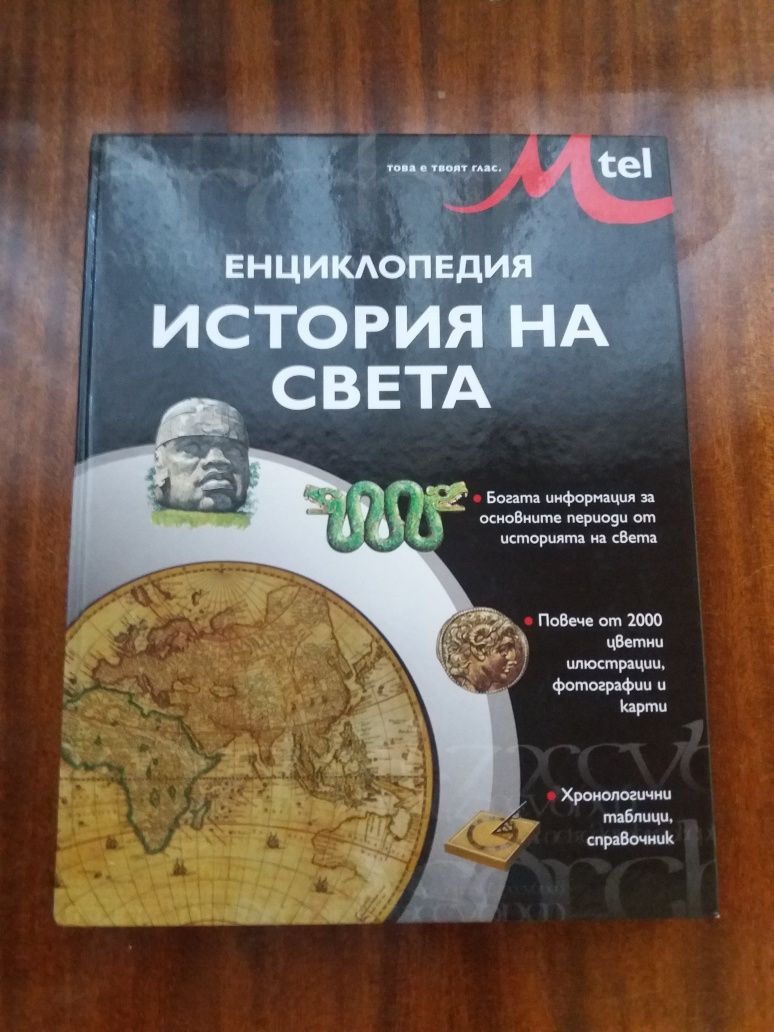 това е твоят глас.
Mtel
ЕНЦИКЛОПЕДИЯ
ИСТОРИЯ НА
СВЕТА
• Богата информация за
основните периоди от
историята на света
• Повече от 2000
цветни
илюстрации,
фотографии и
карти
• Хронологични
таблици,
справочник